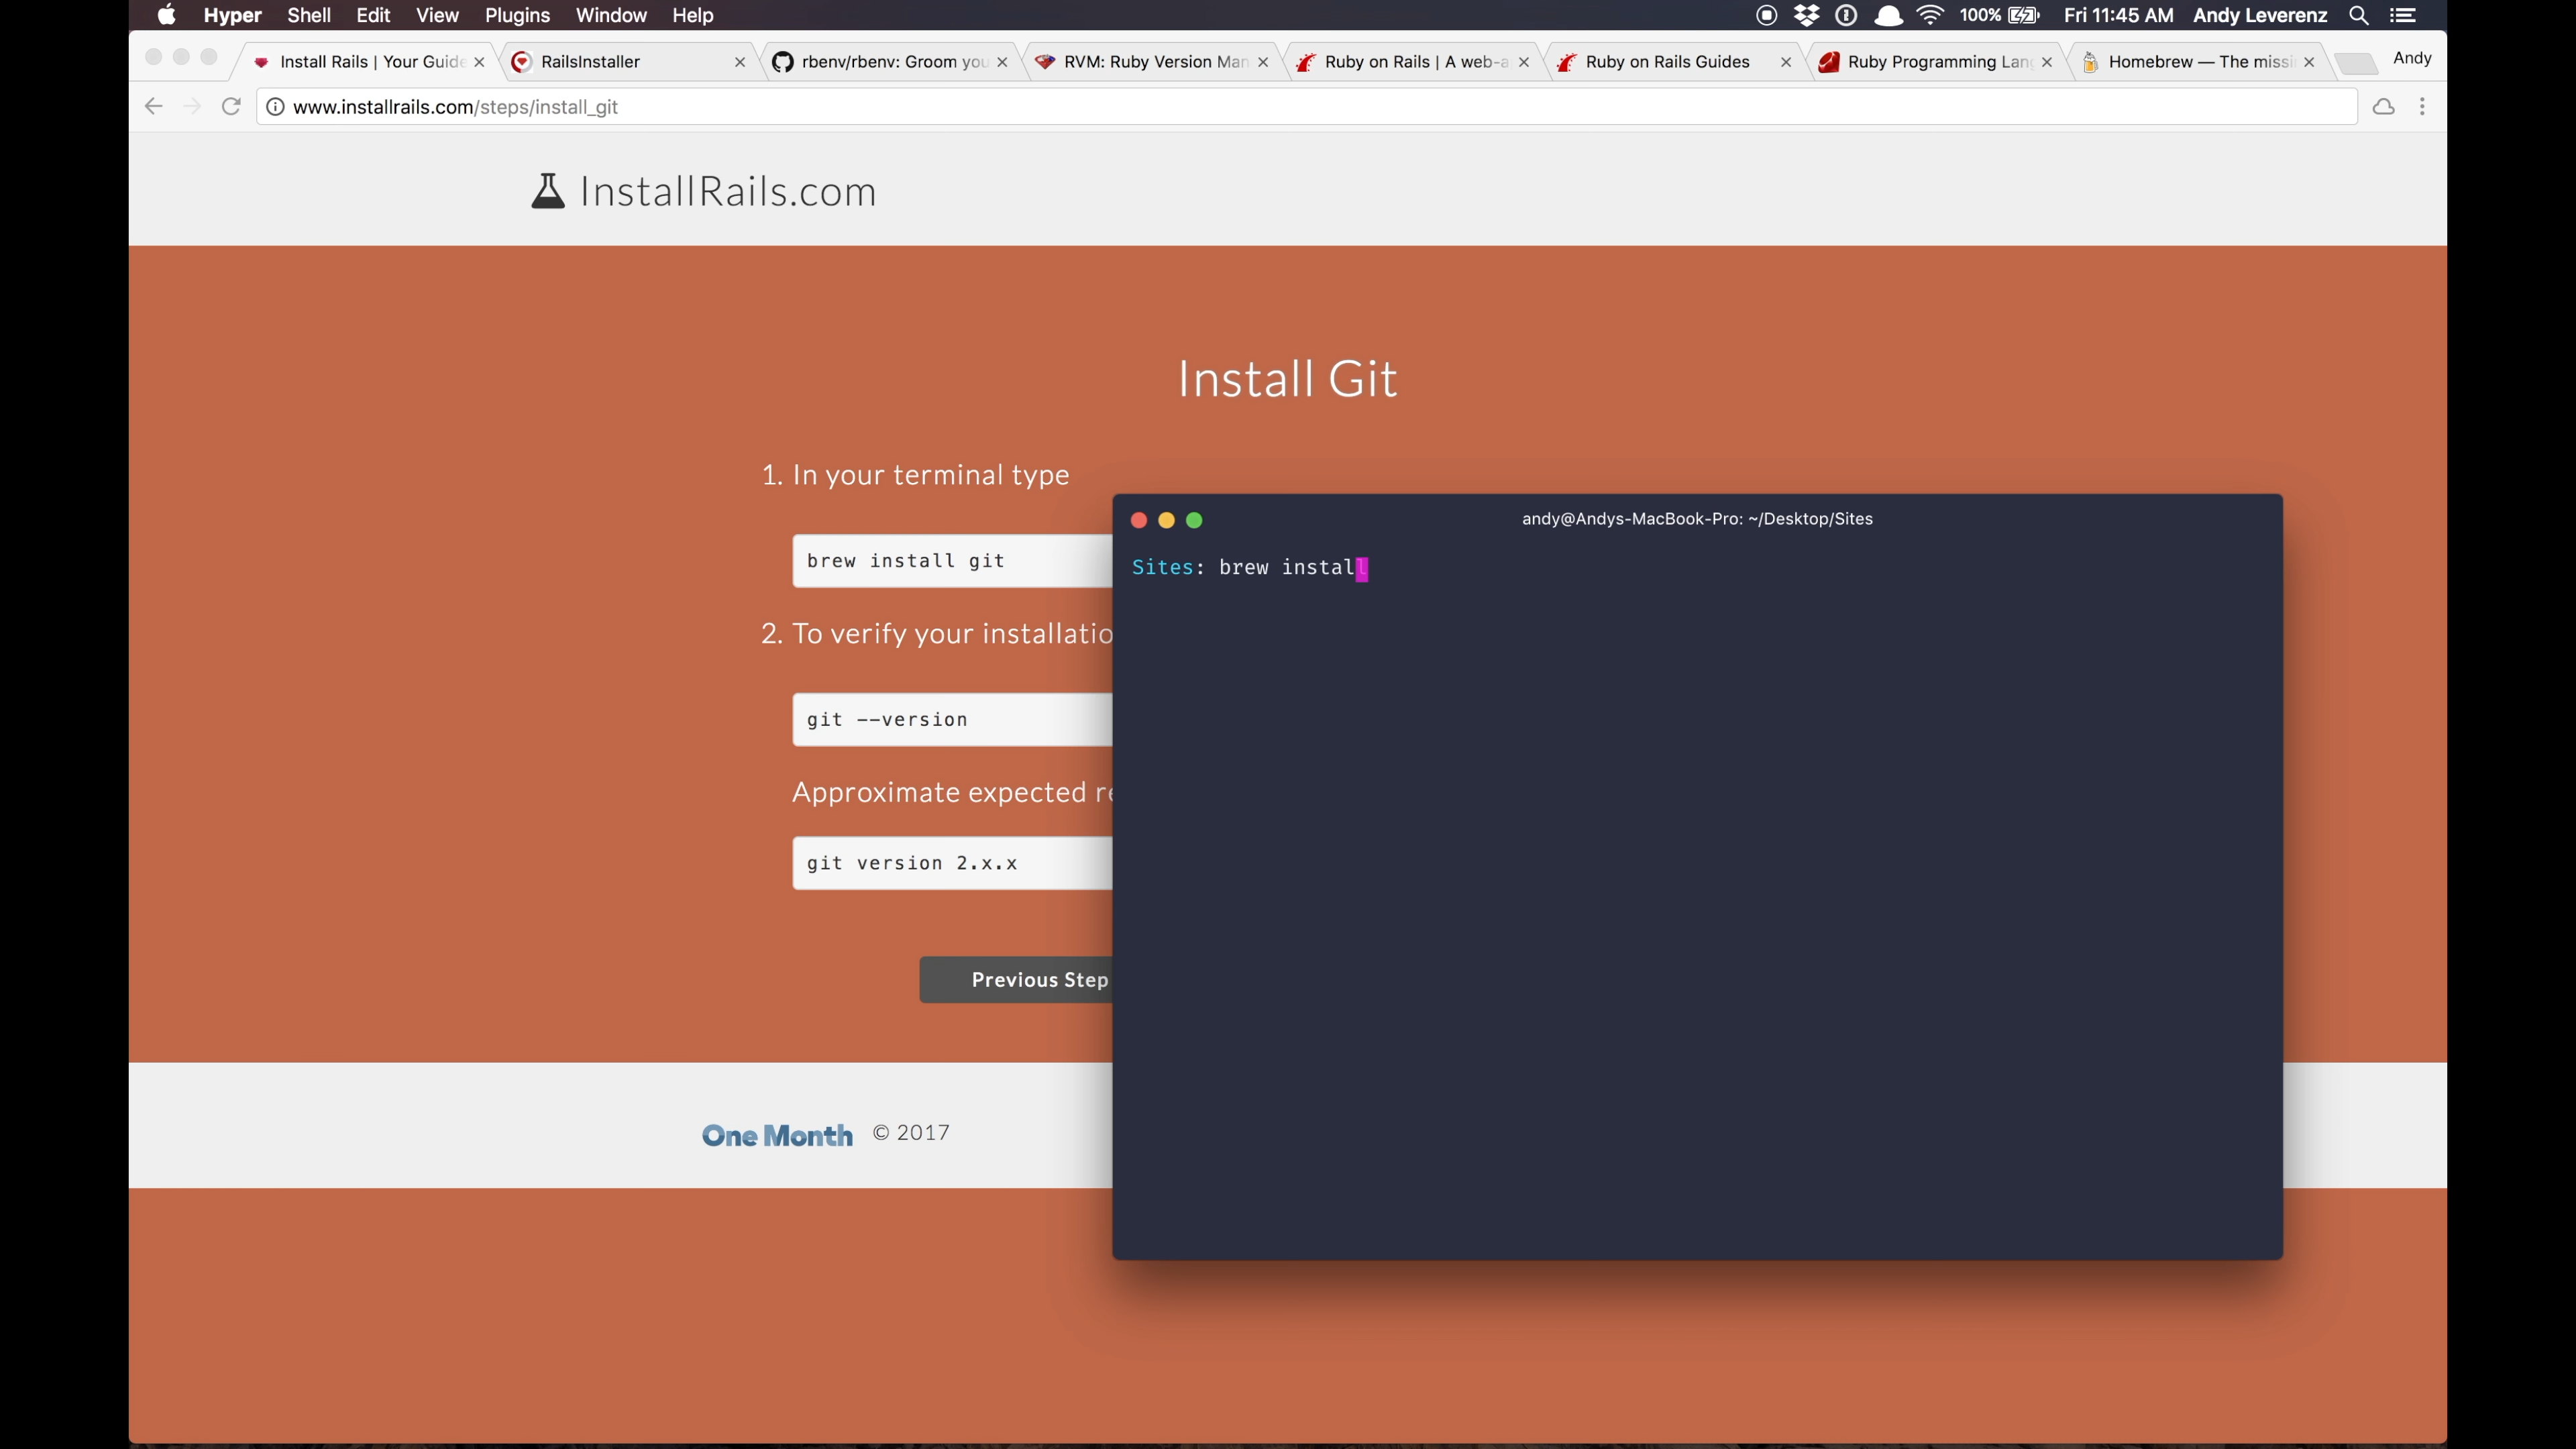 Hyper Shell Edit View Plugins Window Help 100% Fri 11:45 AM Andy Leverenz
Install Rails | Your Guide RailsInstaller rbenv/rbenv: Groom you RVM: Ruby Version Man Ruby on Rails | A web-a Ruby on Rails Guides Ruby Programming Lang Homebrew — The missi Andy
www.installrails.com/steps/install_git
InstallRails.com
Install Git
1. In your terminal type
brew install git
2. To verify your installatio
git --version
Approximate expected re
git version 2.x.x
Previous Step
One Month © 2017
andy@Andys-MacBook-Pro: ~/Desktop/Sites
Sites: brew install